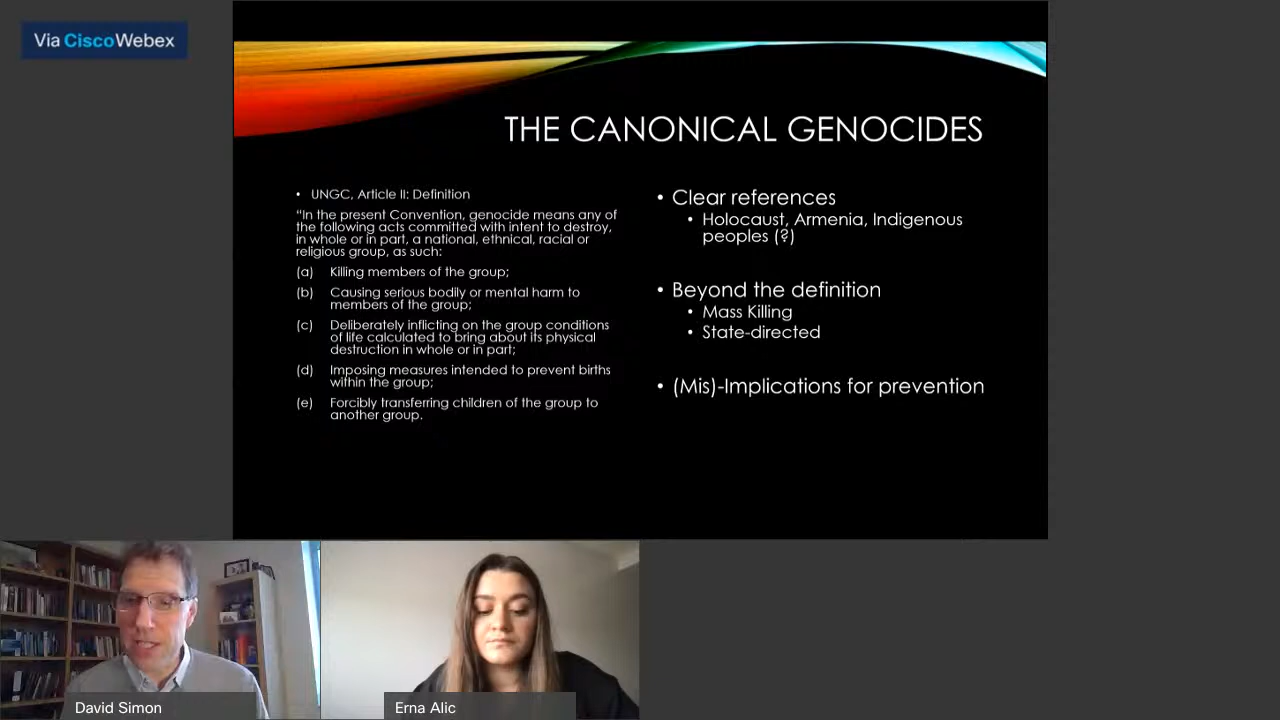 Via CiscoWebex
THE CANONICAL GENOCIDES
• UNGC, Article II: Definition
"In the present Convention, genocide means any of
the following acts committed with intent to destroy,
in whole or in part, a national, ethnical, racial or
religious group, as such:
(a) Killing members of the group;
(b) Causing serious bodily or mental harm to
members of the group;
(c) Deliberately inflicting on the group conditions
of life calculated to bring about its physical
destruction in whole or in part;
(d) Imposing measures intended to prevent births
within the group;
(e) Forcibly transferring children of the group to
another group.
• Clear references
• Holocaust, Armenia, Indigenous
peoples (?)
• Beyond the definition
• Mass Killing
• State-directed
• (Mis)-Implications for prevention
David Simon
Erna Alic